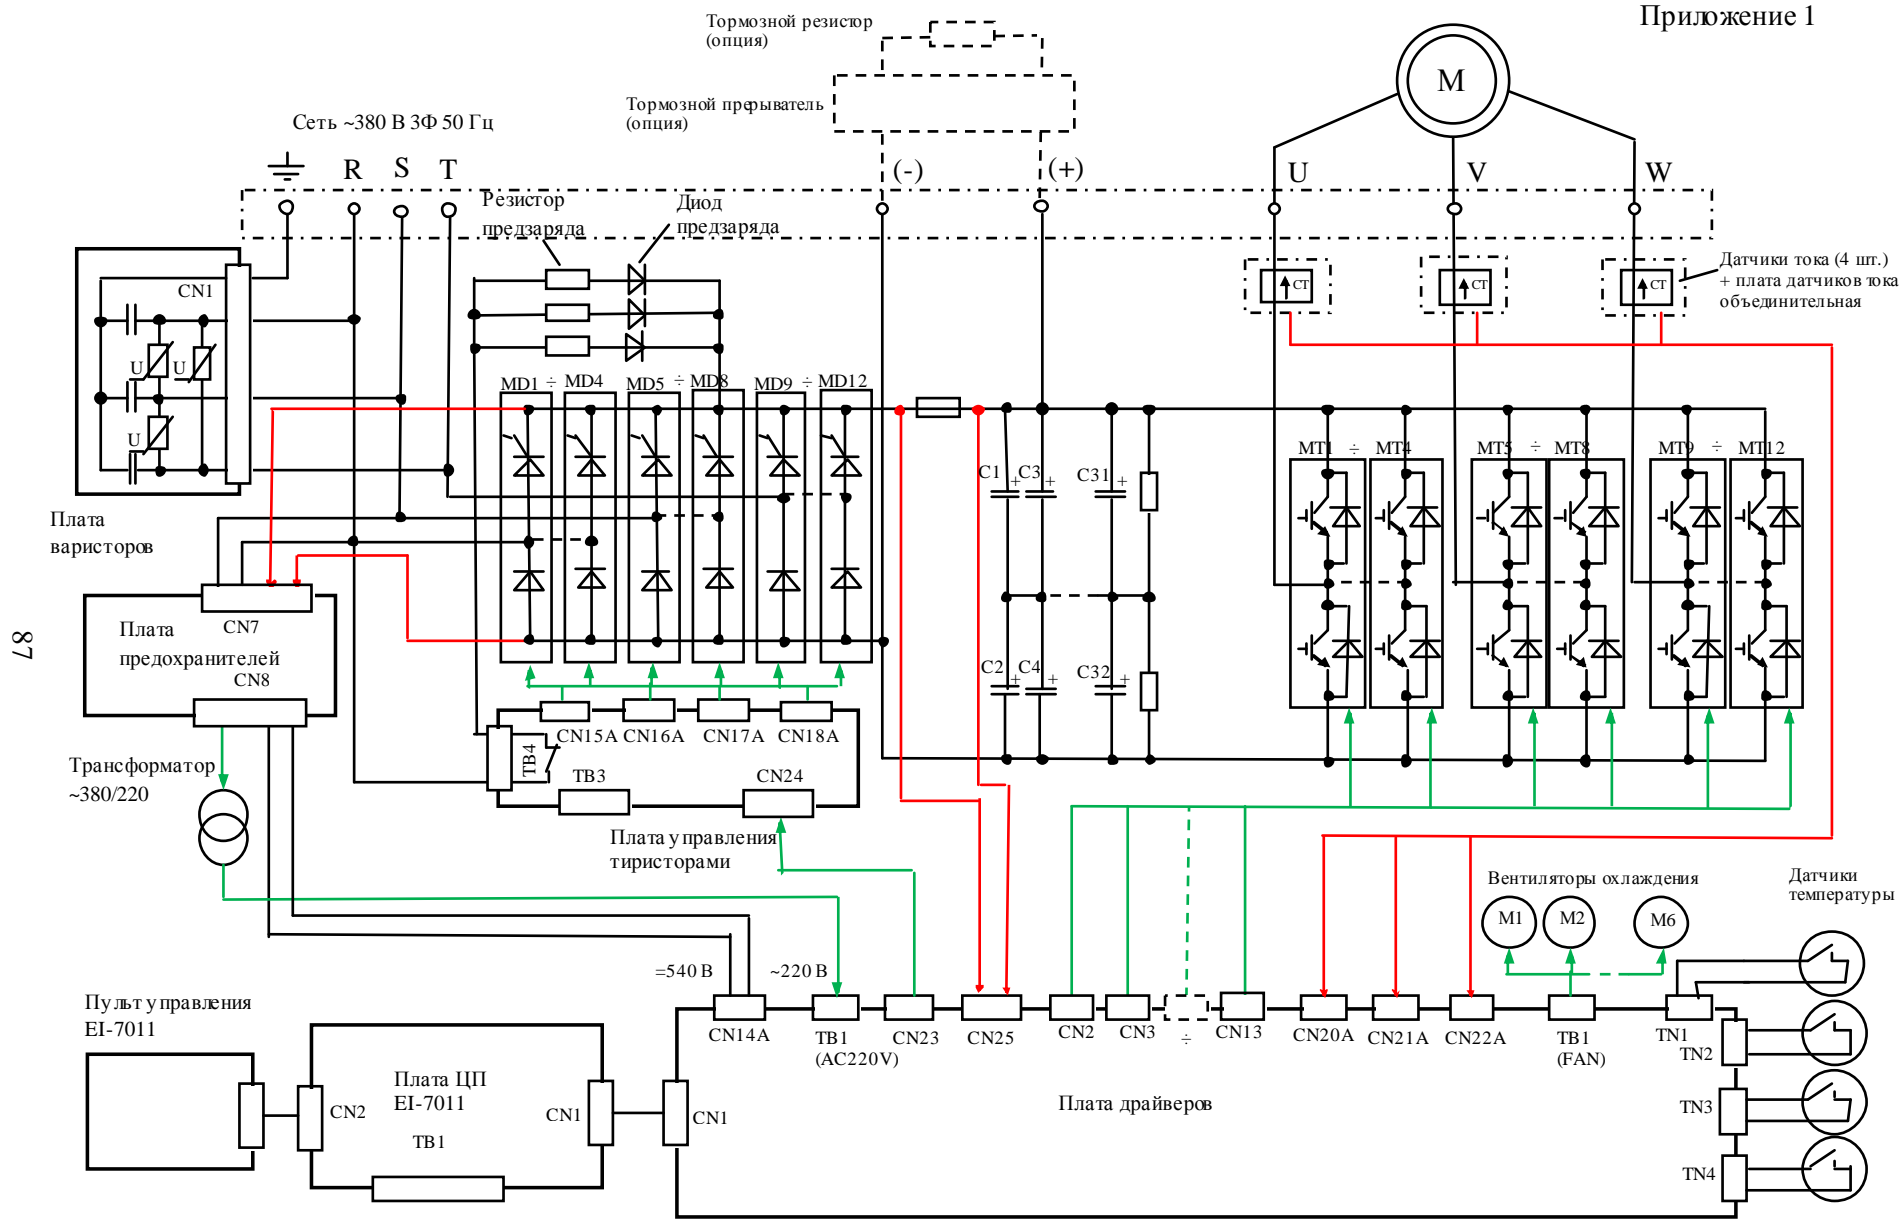 Приложение 1
Тормозной резистор
(опция)
M
Тормозной прерыватель
(опция)
Сеть ~380 В 3Ф 50 Гц
R
S
T
(-)
(+)
U
V
W
Резистор
предзаряда
Диод
предзаряда
CN1
U
U
U
Плата
варисторов
CT
CT
CT
Датчики тока (4 шт.)
+ плата датчиков тока
объединительная
MD1 ÷ MD4
MD5 ÷ MD8
MD9 ÷ MD12
C1
+
C3
+
C31
+
C2
+
C4
+
C32
+
MT1 ÷ MT4
MT5 ÷ MT8
MT9 ÷ MT12
87
CN7
Плата
предохранителей
CN8
Трансформатор
~380/220
CN15A
CN16A
CN17A
CN18A
TB4
TB3
CN24
Плата управления
тиристорами
Вентиляторы охлаждения
M1
M2
M6
Датчики
температуры
=540 В
~220 В
CN14A
TB1
(AC220V)
CN23
CN25
CN2
CN3
÷
CN13
CN20A
CN21A
CN22A
TB1
(FAN)
TN1
TN2
TN3
TN4
Пульт управления
EI-7011
CN2
Плата ЦП
EI-7011
TB1
CN1
CN1
Плата драйверов